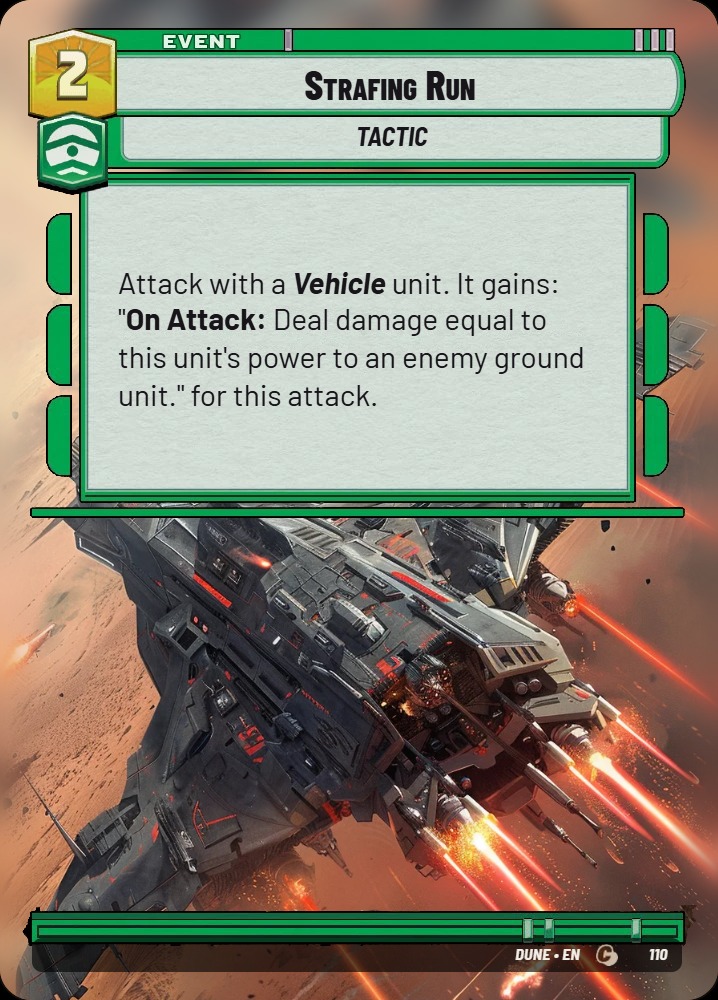 EVENT
2
Strafing Run
TACTIC
Attack with a Vehicle unit. It gains:
"On Attack: Deal damage equal to
this unit's power to an enemy ground
unit." for this attack.
DUNE • EN C 110